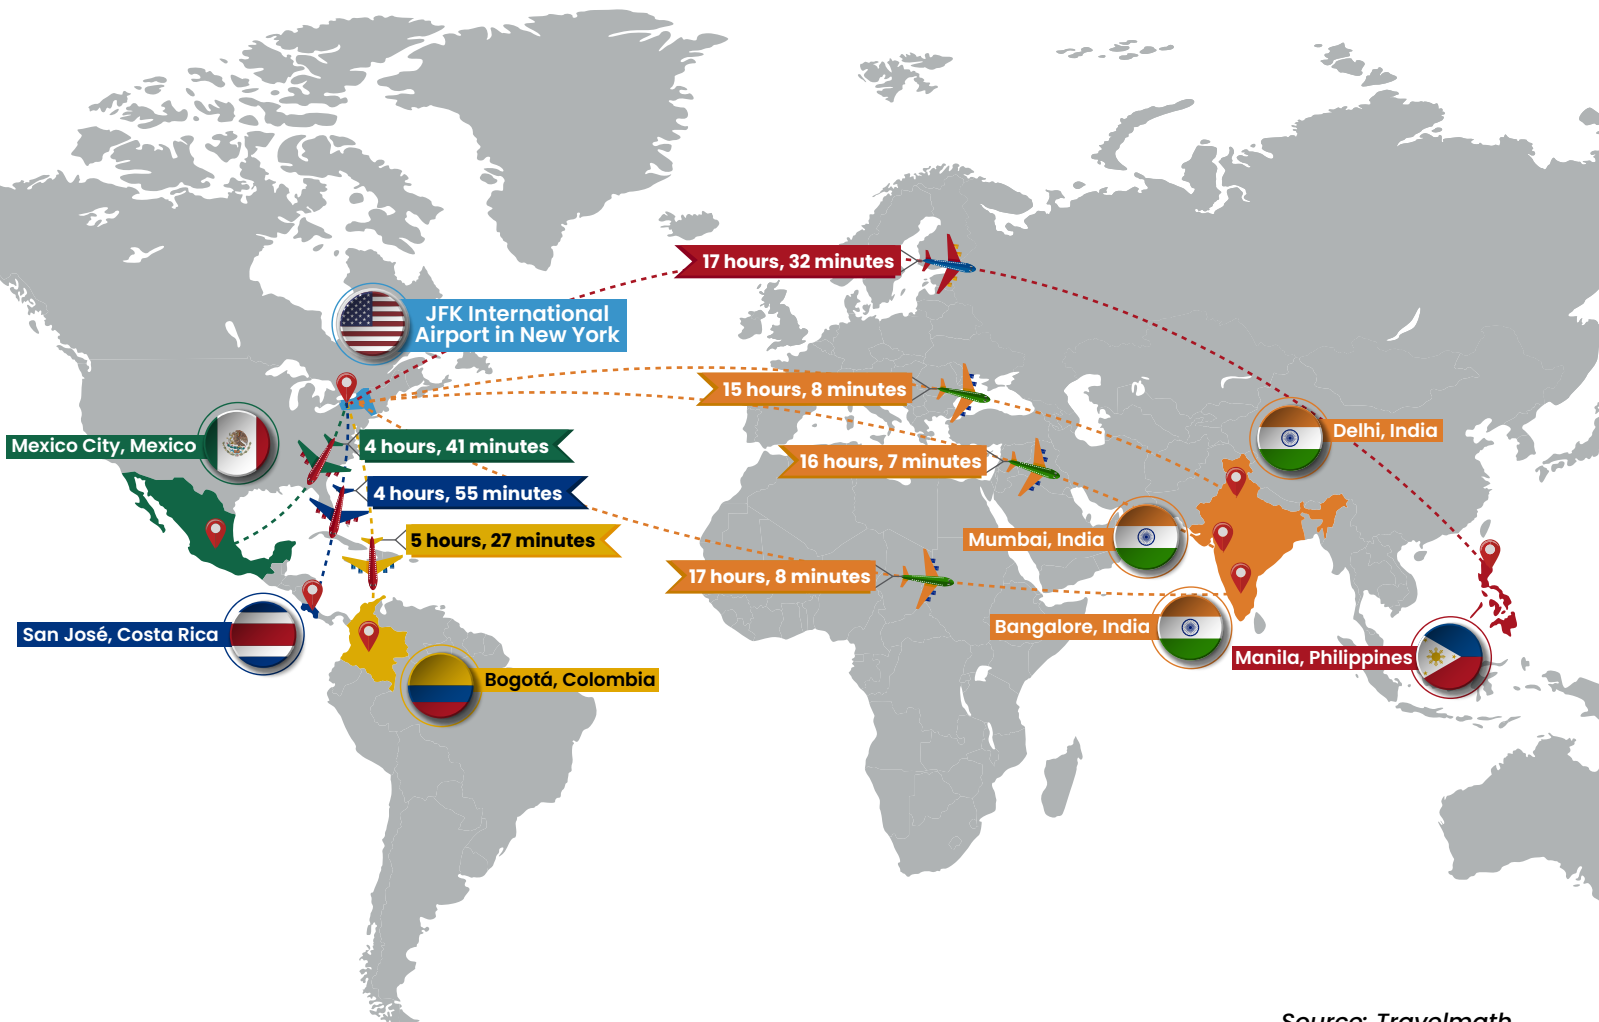 17 hours, 32 minutes
JFK International
Airport in New York
15 hours, 8 minutes
Mexico City, Mexico
4 hours, 41 minutes
Delhi, India
16 hours, 7 minutes
4 hours, 55 minutes
5 hours, 27 minutes
Mumbai, India
17 hours, 8 minutes
San José, Costa Rica
Bangalore, India
Manila, Philippines
Bogotá, Colombia
Source: Travelmath